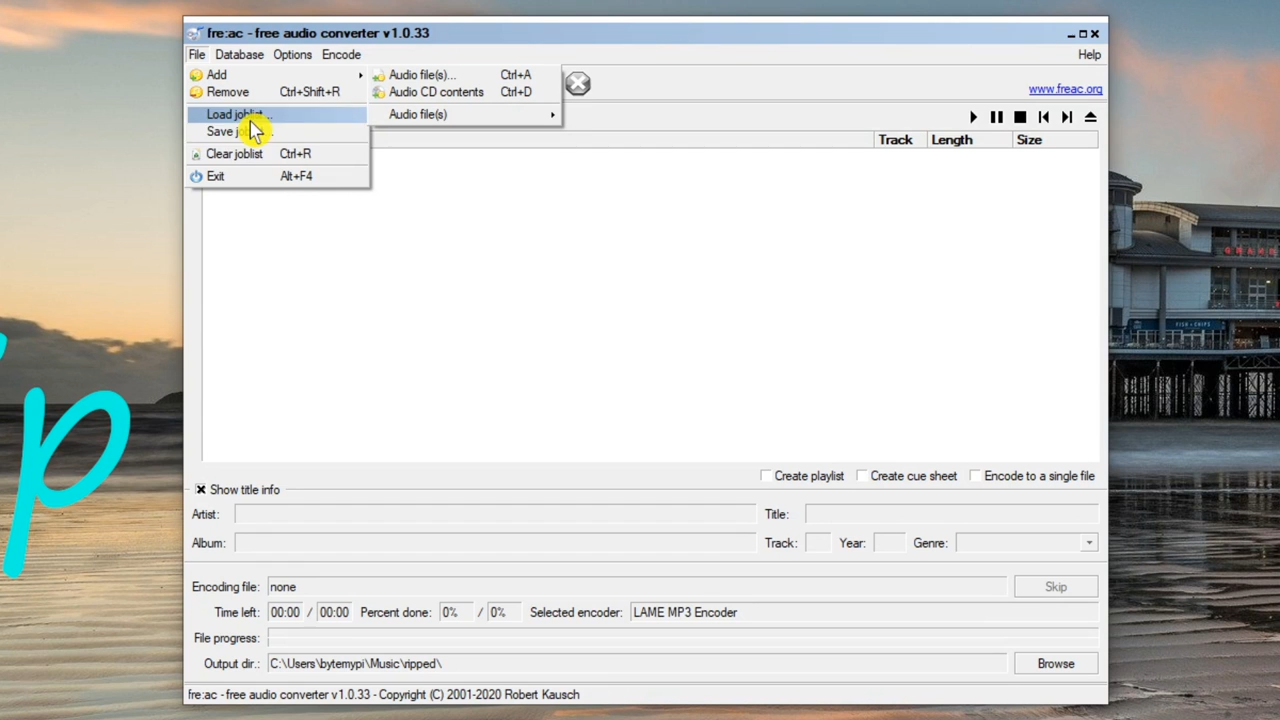 fre:ac - free audio converter v1.0.33
File Database Options Encode Help
Add
Remove Ctrl+Shift+R
Load joblist...
Save
Clear joblist Ctrl+R
Exit Alt+F4
Audio file(s)... Ctrl+A
Audio CD contents Ctrl+D
Audio file(s)
www.freac.org
Track Length Size
Create playlist Create cue sheet Encode to a single file
Show title info
Artist: Title:
Album: Track: Year: Genre:
Encoding file: none Skip
Time left: 00:00 / 00:00 Percent done: 0% / 0% Selected encoder: LAME MP3 Encoder
File progress:
Output dir.: C:\Users\bytemypi\Music\ripped\ Browse
fre:ac - free audio converter v1.0.33 - Copyright (C) 2001-2020 Robert Kausch
p
FISH & CHIPS